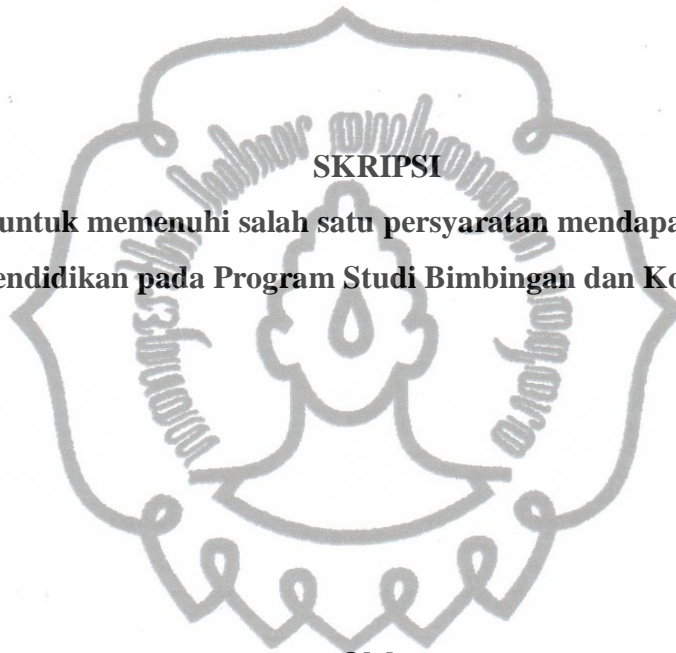 SKRIPSI
untuk memenuhi salah satu persyaratan mendapa
endidikan pada Program Studi Bimbingan dan Ko